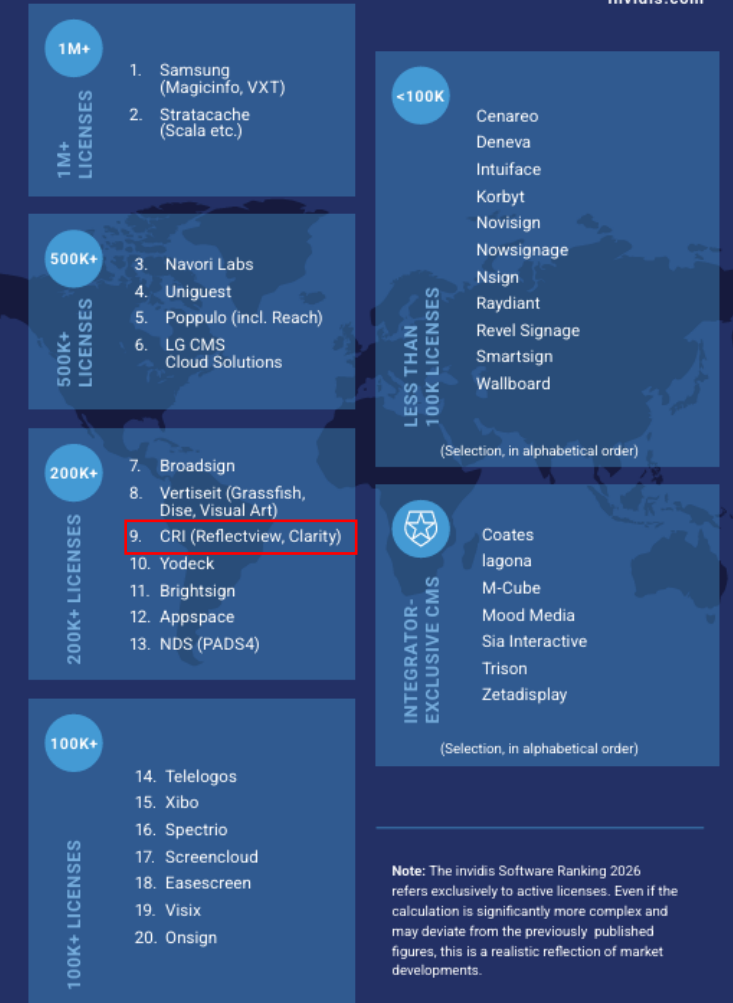 invidis.com
1M+
1M+
LICENSES
1. Samsung
(Magicinfo, VXT)
2. Stratacache
(Scala etc.)
500K+
500K+
LICENSES
3. Navori Labs
4. Uniguest
5. Poppulo (incl. Reach)
6. LG CMS
Cloud Solutions
200K+
200K+ LICENSES
7. Broadsign
8. Vertiseit (Grassfish,
Dise, Visual Art)
9. CRI (Reflectview, Clarity)
10. Yodeck
11. Brightsign
12. Appspace
13. NDS (PADS4)
100K+
100K+ LICENSES
14. Telelogos
15. Xibo
16. Spectrio
17. Screencloud
18. Easescreen
19. Visix
20. Onsign
<100K
LESS THAN
100K LICENSES
Cenareo
Deneva
Intuiface
Korbyt
Novisign
Nowsignage
Nsign
Raydiant
Revel Signage
Smartsign
Wallboard
(Selection, in alphabetical order)
INTEGRATOR-
EXCLUSIVE CMS
Coates
Iagona
M-Cube
Mood Media
Sia Interactive
Trison
Zetadisplay
(Selection, in alphabetical order)
Note: The invidis Software Ranking 2026
refers exclusively to active licenses. Even if the
calculation is significantly more complex and
may deviate from the previously published
figures, this is a realistic reflection of market
developments.